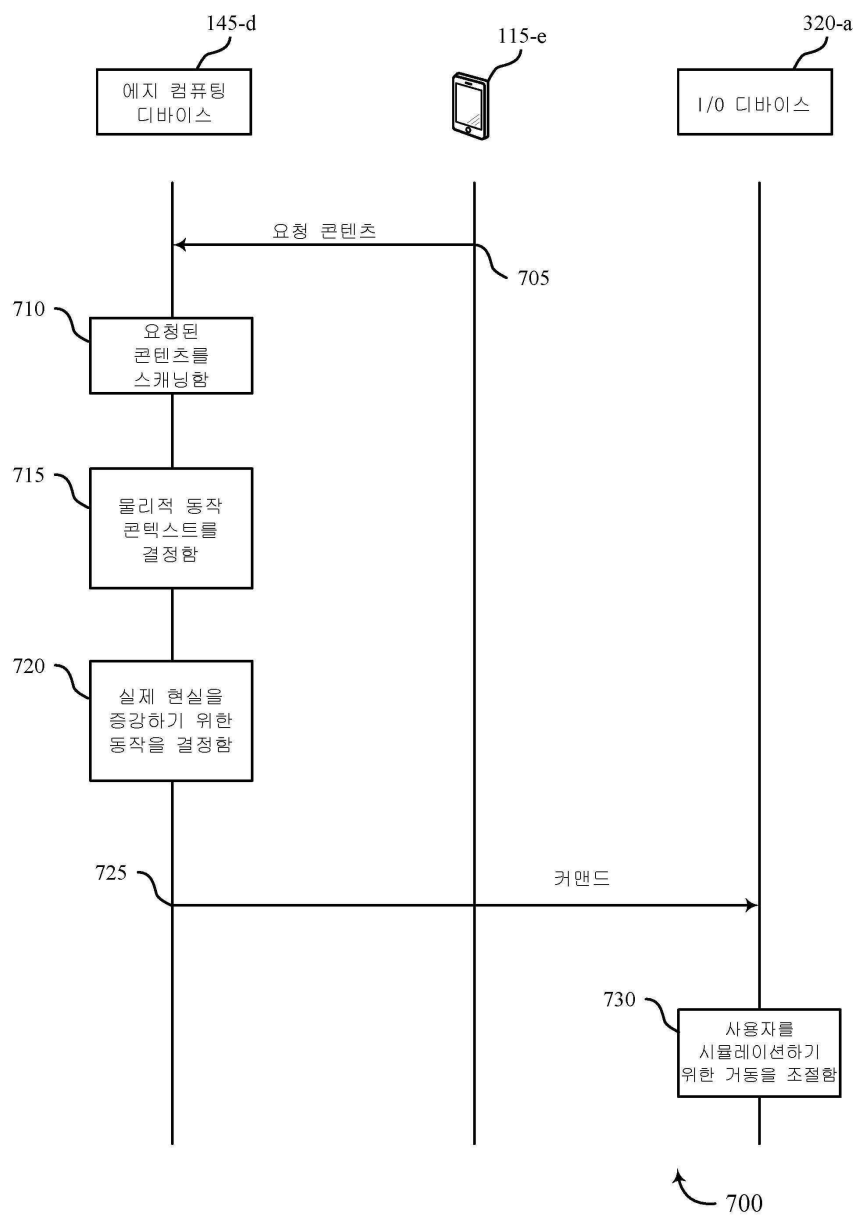 145-d
115-e
320-a
에지 컴퓨팅
디바이스
I/O 디바이스
요청 콘텐츠
705
710
요청된
콘텐츠를
스캐닝함
715
물리적 동작
콘텍스트를
결정함
720
실제 현실을
증강하기 위한
동작을 결정함
725
커맨드
730
사용자를
시뮬레이션하기
위한 거동을 조절함
700